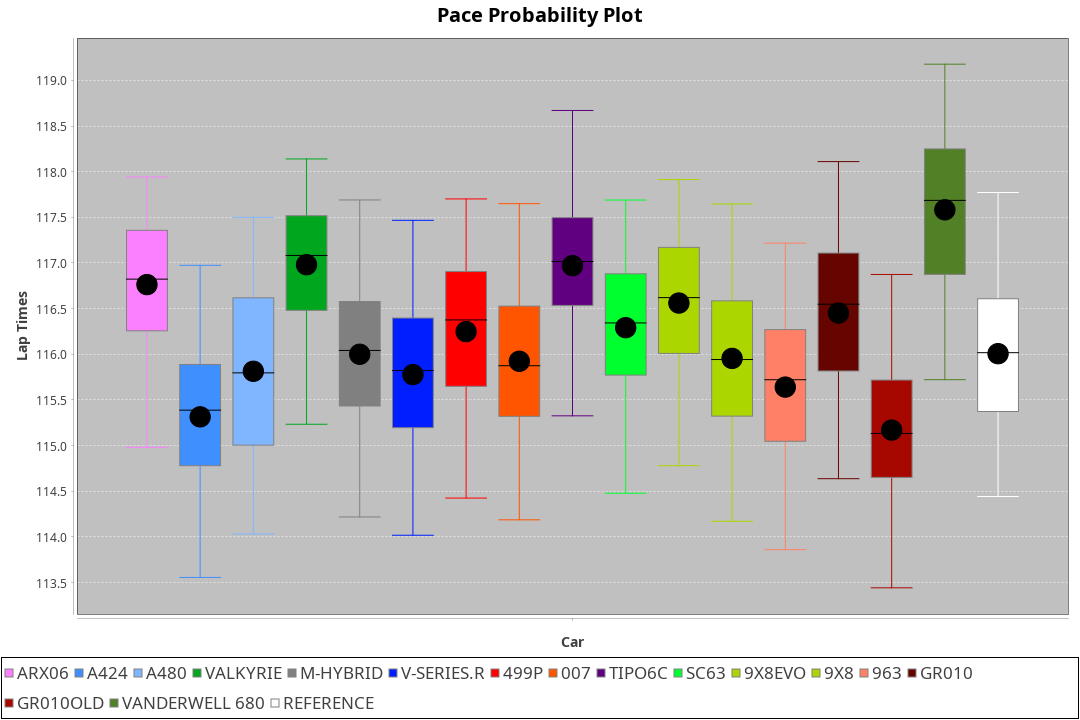 Pace Probability Plot
119.0
118.5
118.0
117.5
117.0
116.5
116.0
115.5
115.0
114.5
114.0
113.5
Lap Times
Car
ARX06 A424 A480 VALKYRIE M-HYBRID V-SERIES.R 499P 007 TIPO6C SC63 9X8EVO 9X8 963 GR010
GR010OLD VANDERWELL 680 REFERENCE